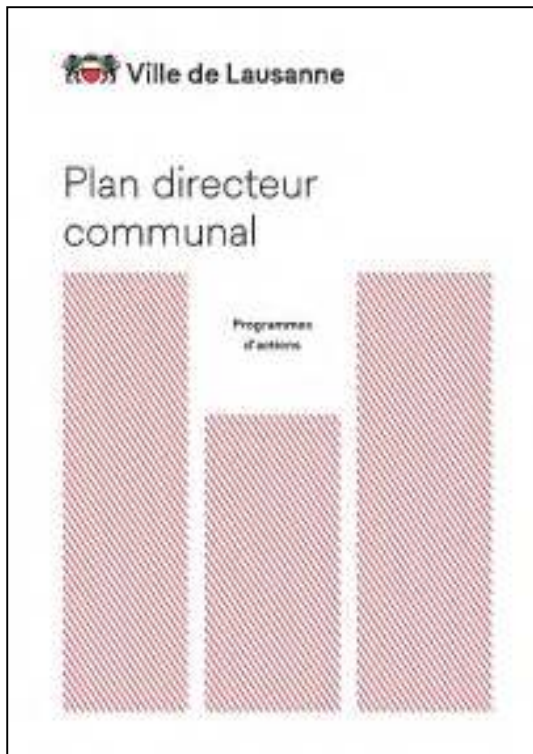 Ville de Lausanne
Plan directeur
communal
Programmes
d'actions